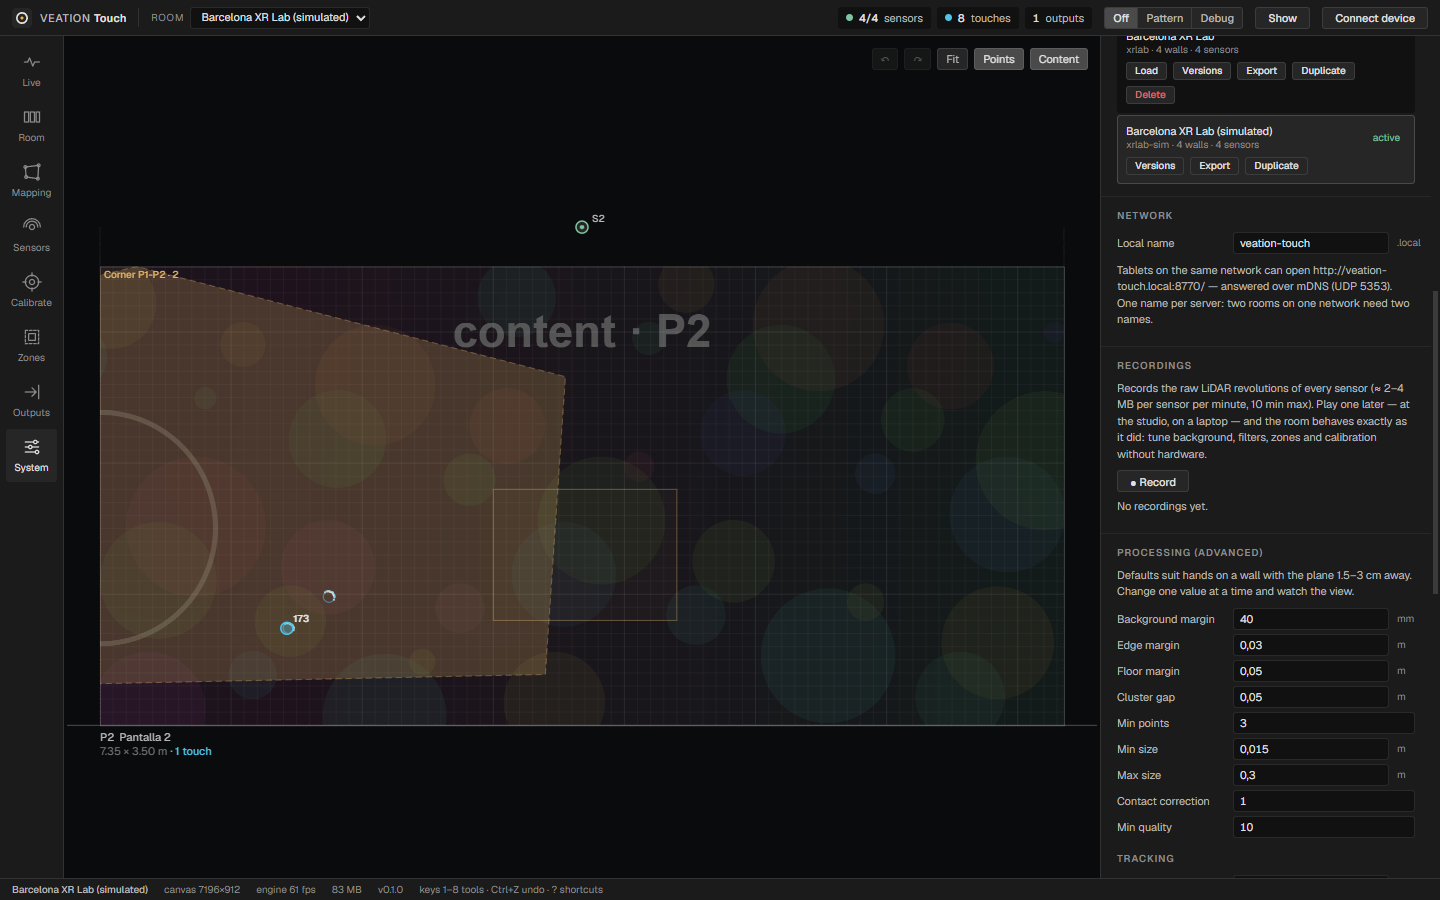 VEATION Touch
ROOM
Barcelona XR Lab (simulated)
4/4 sensors
8 touches
1 outputs
Off
Pattern
Debug
Show
Connect device
Live
Room
Mapping
Sensors
Calibrate
Zones
Outputs
System
Fit
Points
Content
S2
Corner P1-P2 · 2
content · P2
173
P2 Pantalla 2
7.35 × 3.50 m · 1 touch
Barcelona XR Lab
xrlab · 4 walls · 4 sensors
Load
Versions
Export
Duplicate
Delete
Barcelona XR Lab (simulated)
xrlab-sim · 4 walls · 4 sensors
active
Versions
Export
Duplicate
NETWORK
Local name
veation-touch
.local
Tablets on the same network can open http://veation-
touch.local:8770/ — answered over mDNS (UDP 5353).
One name per server: two rooms on one network need two
names.
RECORDINGS
Records the raw LiDAR revolutions of every sensor (≈ 2–4
MB per sensor per minute, 10 min max). Play one later — at
the studio, on a laptop — and the room behaves exactly as
it did: tune background, filters, zones and calibration
without hardware.
● Record
No recordings yet.
PROCESSING (ADVANCED)
Defaults suit hands on a wall with the plane 1.5–3 cm away.
Change one value at a time and watch the view.
Background margin 40 mm
Edge margin 0,03 m
Floor margin 0,05 m
Cluster gap 0,05 m
Min points 3
Min size 0,015 m
Max size 0,3 m
Contact correction 1
Min quality 10
TRACKING
Barcelona XR Lab (simulated)
canvas 7196×912
engine 61 fps
83 MB
v0.1.0
keys 1–8 tools · Ctrl+Z undo · ? shortcuts